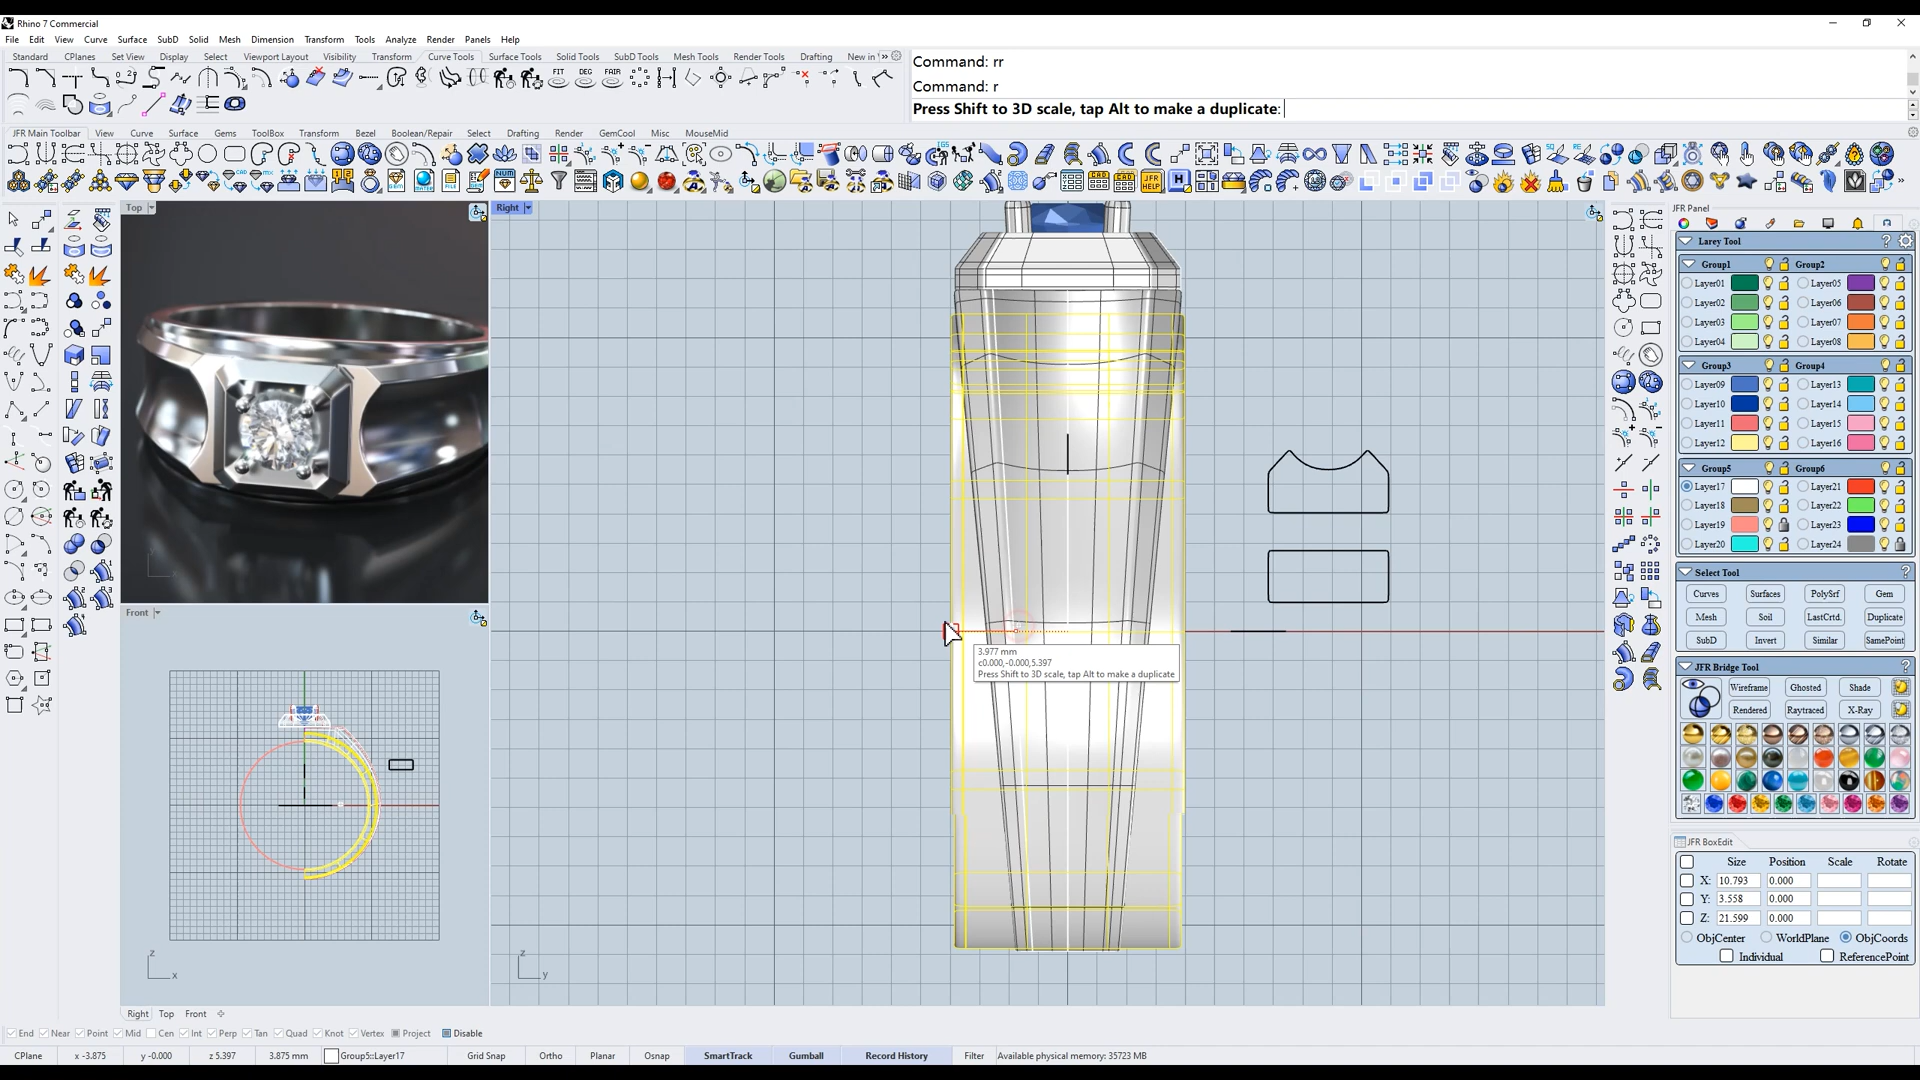 Rhino 7 Commercial
File Edit View Curve Surface SubD Solid Mesh Dimension Transform Tools Analyze Render Panels Help
Standard CPlanes Set View Display Select Viewport Layout Visibility Transform Curve Tools Surface Tools Solid Tools SubD Tools Mesh Tools Render Tools Drafting New in
Command: rr
Command: r
Press Shift to 3D scale, tap Alt to make a duplicate:
FIT DEG FAIR
JFR Main Toolbar View Curve Surface Gems ToolBox Transform Bezel Boolean/Repair Select Drafting Render GemCool Misc MouseMid
Top
Right
Front
3.977 mm
c0.000,-0.000,5.397
Press Shift to 3D scale, tap Alt to make a duplicate
z
x
z
y
JFR Panel
Larey Tool ?
Group1 Group2
Layer01 Layer05
Layer02 Layer06
Layer03 Layer07
Layer04 Layer08
Group3 Group4
Layer09 Layer13
Layer10 Layer14
Layer11 Layer15
Layer12 Layer16
Group5 Group6
Layer17 Layer21
Layer18 Layer22
Layer19 Layer23
Layer20 Layer24
Select Tool ?
Curves Surfaces PolySrf Gem
Mesh Soil LastCrtd. Duplicate
SubD Invert Similar SamePoint
JFR Bridge Tool ?
Wireframe Ghosted Shade
Rendered Raytraced X-Ray
JFR BoxEdit
Size Position Scale Rotate
X: 10.793 0.000
Y: 3.558 0.000
Z: 21.599 0.000
ObjCenter WorldPlane ObjCoords
Individual ReferencePoint
Right Top Front
End Near Point Mid Cen Int Perp Tan Quad Knot Vertex Project Disable
CPlane x -3.875 y -0.000 z 5.397 3.875 mm Group5::Layer17 Grid Snap Ortho Planar Osnap SmartTrack Gumball Record History Filter Available physical memory: 35723 MB